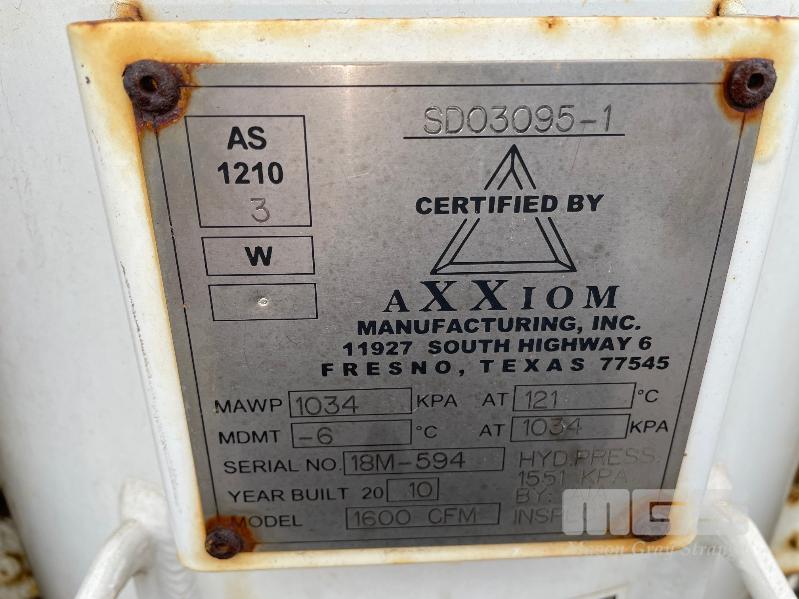 SD03095-1
AS
1210
3
W
CERTIFIED BY
AXXIOM
MANUFACTURING, INC.
11927 SOUTH HIGHWAY 6
FRESNO, TEXAS 77545
MAWP 1034 KPA AT 121 °C
MDMT -6 °C AT 1034 KPA
SERIAL NO. 18M-594 HYD.PRESS.
1551 KPA
YEAR BUILT 20 10 BY:
MODEL 1600 CFM